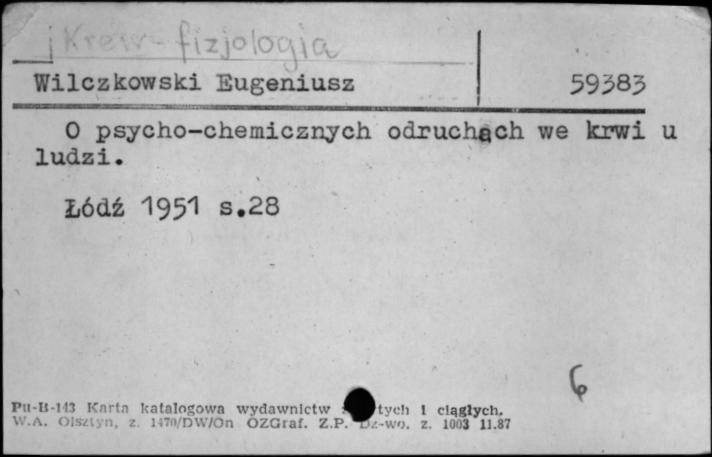 j Krew - fizjologia
Wilczkowski Eugeniusz 59383
O psycho-chemicznych odruchach we krwi u
ludzi.
Łódź 1951 s.28
6
Pu-B-143 Karta katalogowa wydawnictw tych i ciągłych.
W.A. Olsztyn, z. 1470/DW/On OZGraf. Z.P. Dz-wo. z. 1003 11.87